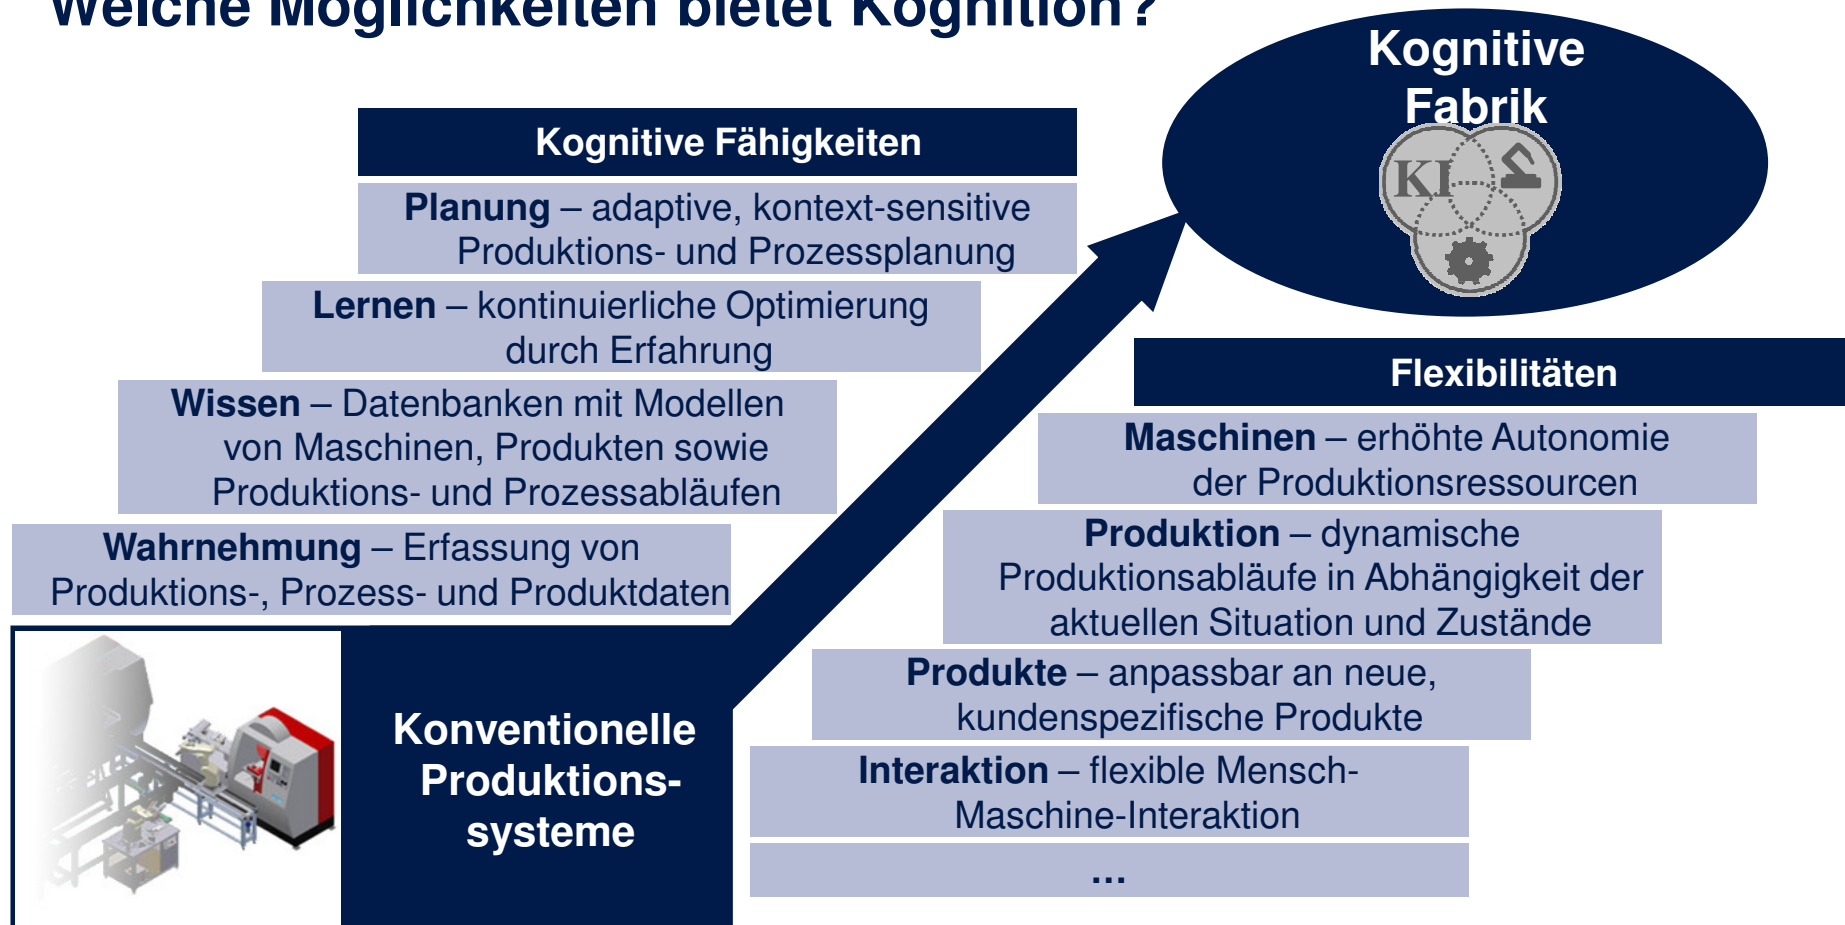 Welche Möglichkeiten bietet Kognition?
Kognitive
Fabrik
KI
Kognitive Fähigkeiten
Planung – adaptive, kontext-sensitive
Produktions- und Prozessplanung
Lernen – kontinuierliche Optimierung
durch Erfahrung
Wissen – Datenbanken mit Modellen
von Maschinen, Produkten sowie
Produktions- und Prozessabläufen
Wahrnehmung – Erfassung von
Produktions-, Prozess- und Produktdaten
Konventionelle
Produktions-
systeme
Flexibilitäten
Maschinen – erhöhte Autonomie
der Produktionsressourcen
Produktion – dynamische
Produktionsabläufe in Abhängigkeit der
aktuellen Situation und Zustände
Produkte – anpassbar an neue,
kundenspezifische Produkte
Interaktion – flexible Mensch-
Maschine-Interaktion
…